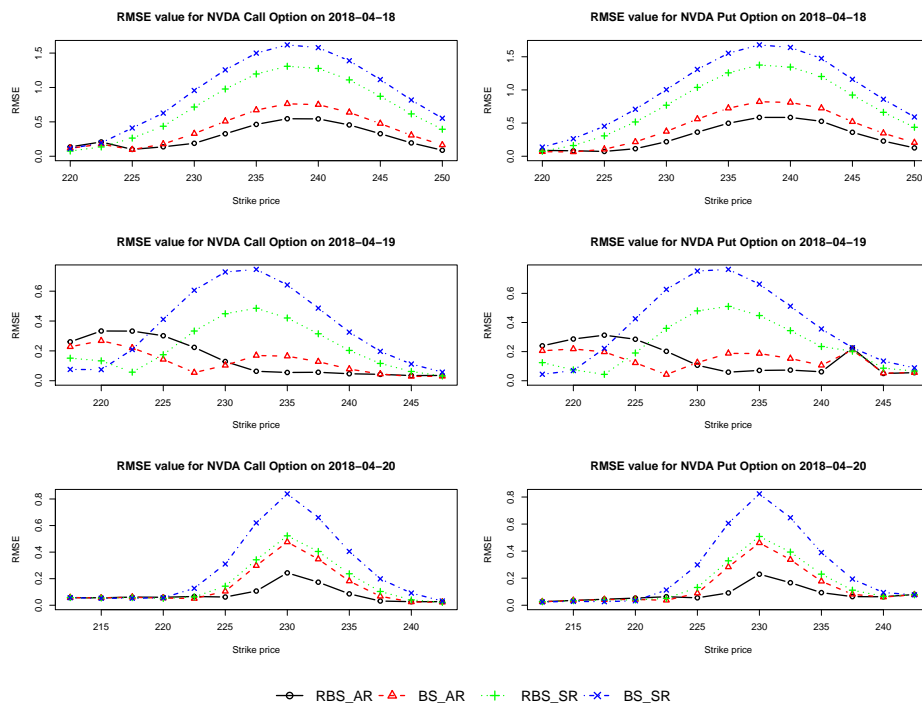 RMSE value for NVDA Call Option on 2018−04−18
RMSE
0.0 0.5 1.0 1.5
220 225 230 235 240 245 250
Strike price
RMSE value for NVDA Put Option on 2018−04−18
RMSE
0.0 0.5 1.0 1.5
220 225 230 235 240 245 250
Strike price
RMSE value for NVDA Call Option on 2018−04−19
RMSE
0.0 0.2 0.4 0.6
220 225 230 235 240 245
Strike price
RMSE value for NVDA Put Option on 2018−04−19
RMSE
0.0 0.2 0.4 0.6
220 225 230 235 240 245
Strike price
RMSE value for NVDA Call Option on 2018−04−20
RMSE
0.0 0.2 0.4 0.6 0.8
215 220 225 230 235 240
Strike price
RMSE value for NVDA Put Option on 2018−04−20
RMSE
0.0 0.2 0.4 0.6 0.8
215 220 225 230 235 240
Strike price
RBS_AR BS_AR RBS_SR BS_SR